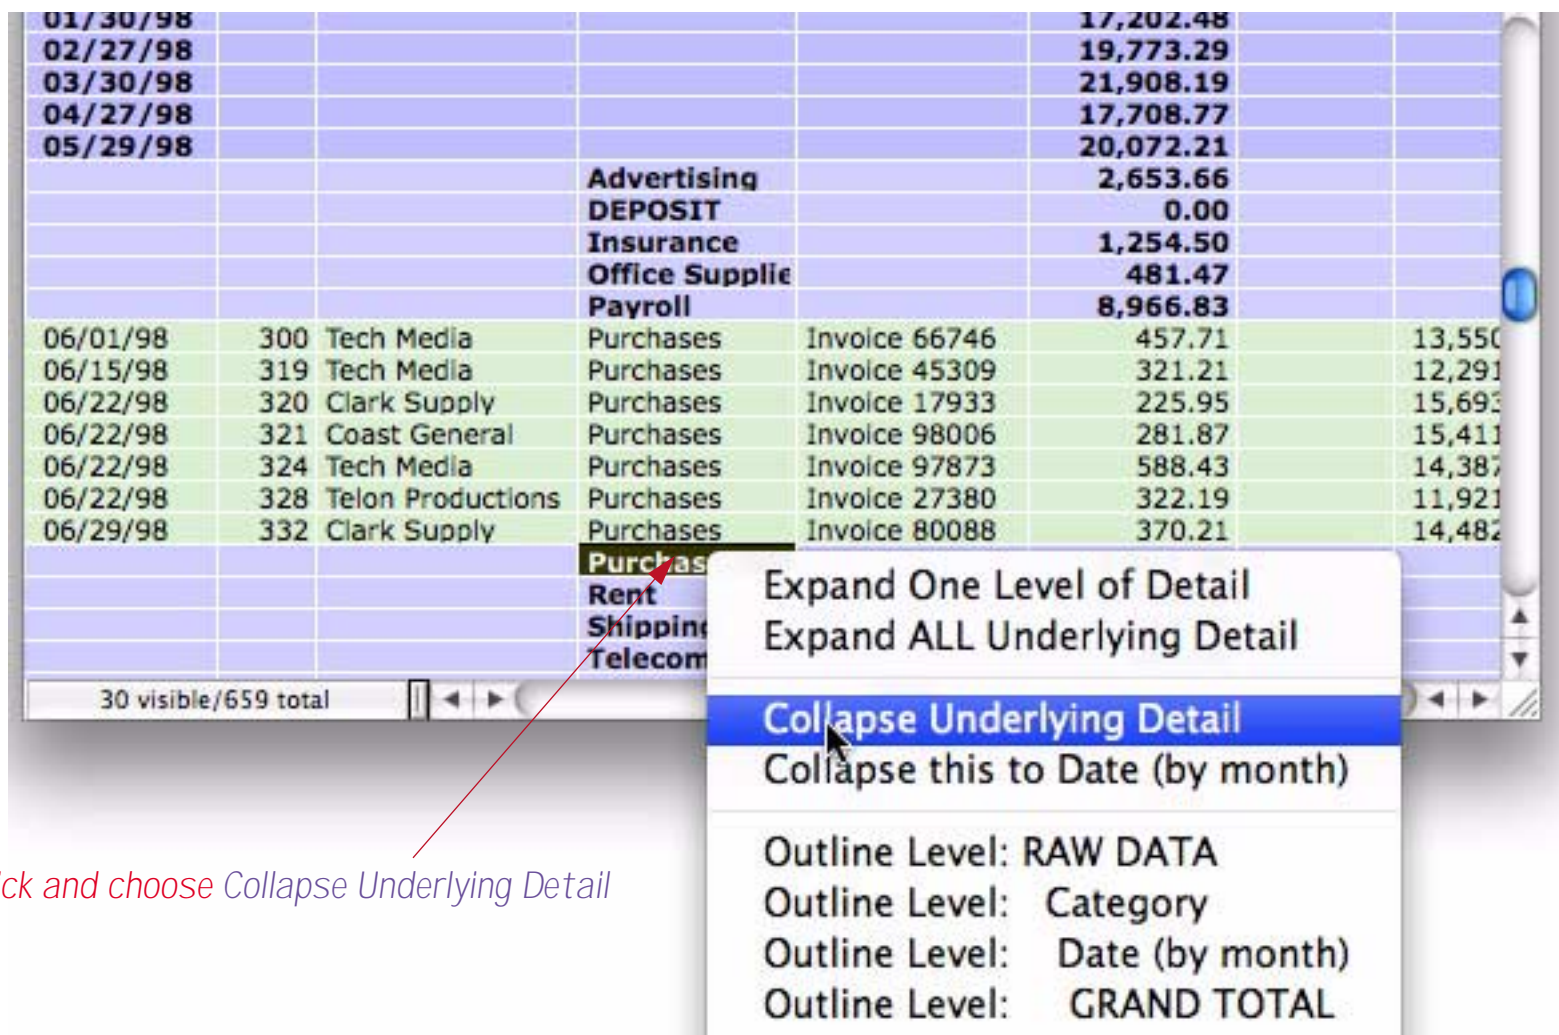 01/30/98 17,202.48
02/27/98 19,773.29
03/30/98 21,908.19
04/27/98 17,708.77
05/29/98 20,072.21
Advertising 2,653.66
DEPOSIT 0.00
Insurance 1,254.50
Office Supplie 481.47
Payroll 8,966.83
06/01/98 300 Tech Media Purchases Invoice 66746 457.71 13,550
06/15/98 319 Tech Media Purchases Invoice 45309 321.21 12,291
06/22/98 320 Clark Supply Purchases Invoice 17933 225.95 15,693
06/22/98 321 Coast General Purchases Invoice 98006 281.87 15,411
06/22/98 324 Tech Media Purchases Invoice 97873 588.43 14,387
06/22/98 328 Telon Productions Purchases Invoice 27380 322.19 11,921
06/29/98 332 Clark Supply Purchases Invoice 80088 370.21 14,482
Purchas
Rent
Shipping
Telecom
30 visible/659 total
Expand One Level of Detail
Expand ALL Underlying Detail
Collapse Underlying Detail
Collapse this to Date (by month)
Outline Level: RAW DATA
Outline Level: Category
Outline Level: Date (by month)
Outline Level: GRAND TOTAL
ck and choose Collapse Underlying Detail